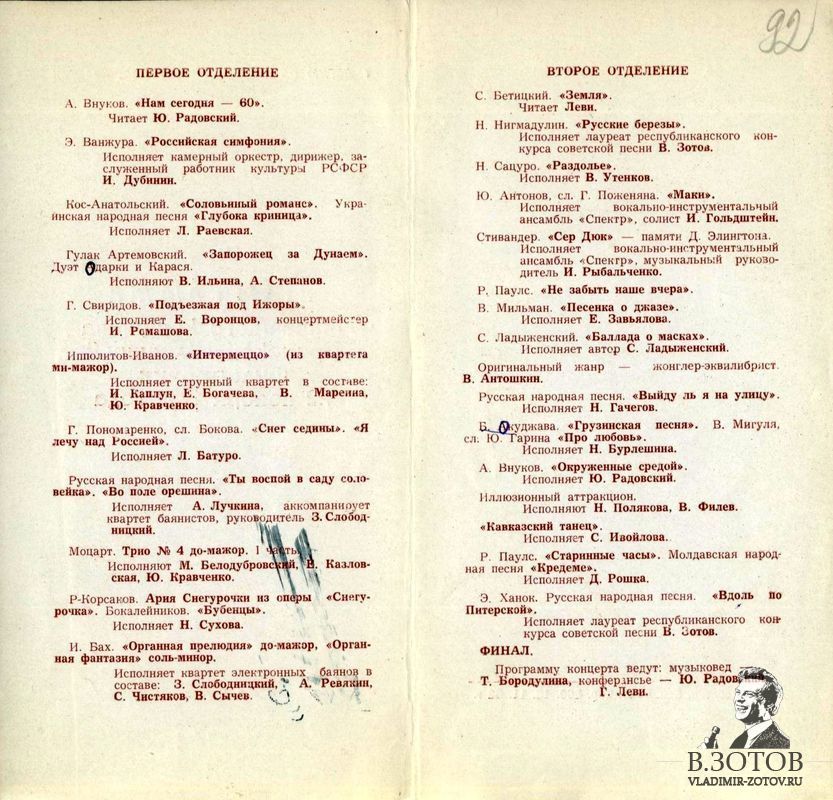 92
ПЕРВОЕ ОТДЕЛЕНИЕ
А. Внуков. «Нам сегодня — 60».
Читает Ю. Радовский.
Э. Ванжура. «Российская симфония».
Исполняет камерный оркестр, дирижер, за-
служенный работник культуры РСФСР
И. Дубинин.
Кос-Анатольский. «Соловьиный романс». Укра-
инская народная песня «Глубока криница».
Исполняет Л. Раевская.
Гулак Артемовский. «Запорожец за Дунаем».
Дуэт Одарки и Карася.
Исполняют В. Ильина, А. Степанов.
Г. Свиридов. «Подъезжая под Ижоры».
Исполняет Е. Воронцов, концертмейстер
И. Ромашова.
Ипполитов-Иванов. «Интермеццо» (из квартета
ми-мажор).
Исполняет струнный квартет в составе:
И. Каплун, Е. Богачева, В. Мареина,
Ю. Кравченко.
Г. Пономаренко, сл. Бокова. «Снег седины». «Я
лечу над Россией».
Исполняет Л. Батуро.
Русская народная песня. «Ты воспой в саду соло-
вейка». «Во поле орешина».
Исполняет А. Лучкина, аккомпанирует
квартет баянистов, руководитель З. Слобод-
ницкий.
Моцарт. Трио № 4 до-мажор. I часть.
Исполняют М. Белодубровский, Казлов-
ская, Ю. Кравченко.
Р-Корсаков. Ария Снегурочки из оперы «Снегу-
рочка». Бокалейников. «Бубенцы».
Исполняет Н. Сухова.
И. Бах. «Органная прелюдия» до-мажор, «Орган-
ная фантазия» соль-минор.
Исполняет квартет электронных баянов в
составе: З. Слободницкий, А. Ревякин,
С. Чистяков, В. Сычев.
ВТОРОЕ ОТДЕЛЕНИЕ
С. Бетицкий. «Земля».
Читает Леви.
Н. Нигмадулин. «Русские березы».
Исполняет лауреат республиканского кон-
курса советской песни В. Зотов.
Н. Сацуро. «Раздолье».
Исполняет В. Утенков.
Ю. Антонов, сл. Г. Поженяна. «Маки».
Исполняет вокально-инструментальный
ансамбль «Спектр», солист И. Гольдштейн.
Стивандер. «Сер Дюк» — памяти Д. Элингтона.
Исполняет вокально-инструментальный
ансамбль «Спектр», музыкальный руково-
дитель И. Рыбальченко.
Р. Паулс. «Не забыть наше вчера».
В. Мильман. «Песенка о джазе».
Исполняет Е. Завьялова.
С. Ладыженский. «Баллада о масках».
Исполняет автор С. Ладыженский.
Оригинальный жанр — жонглер-эквилибрист.
В. Антошкин.
Русская народная песня. «Выйду ль я на улицу».
Исполняет Н. Гачегов.
Б. Окуджава. «Грузинская песня». В. Мигуля,
сл. Ю. Гарина «Про любовь».
Исполняет Н. Бурлешина.
А. Внуков. «Окруженные средой».
Исполняет Ю. Радовский.
Иллюзионный аттракцион.
Исполняют Н. Полякова, В. Филев.
«Кавказский танец».
Исполняет С. Ивойлова.
Р. Паулс. «Старинные часы». Молдавская народ-
ная песня «Кредеме».
Исполняет Д. Рошка.
Э. Ханок. Русская народная песня. «Вдоль по
Питерской».
Исполняет лауреат республиканского кон-
курса советской песни В. Зотов.
ФИНАЛ.
Программу концерта ведут: музыковед
Т. Бородулина, конферансье — Ю. Радовский,
Г. Леви.
В.ЗОТОВ
VLADIMIR-ZOTOV.RU